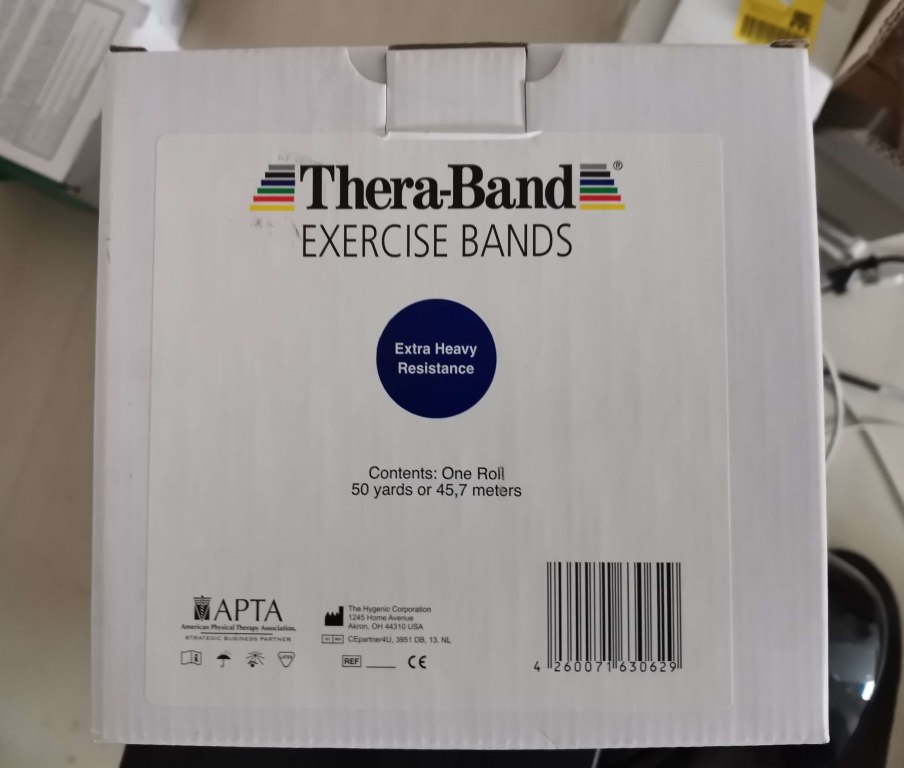 Thera-Band®
EXERCISE BANDS
Extra Heavy
Resistance
Contents: One Roll
50 yards or 45,7 meters
APTA
American Physical Therapy Association.
STRATEGIC BUSINESS PARTNER
The Hygenic Corporation
1245 Home Avenue
Akron, OH 44310 USA
CEpartner4U, 3951 DB, 13. NL
REF ____ CE
4 260071 630629